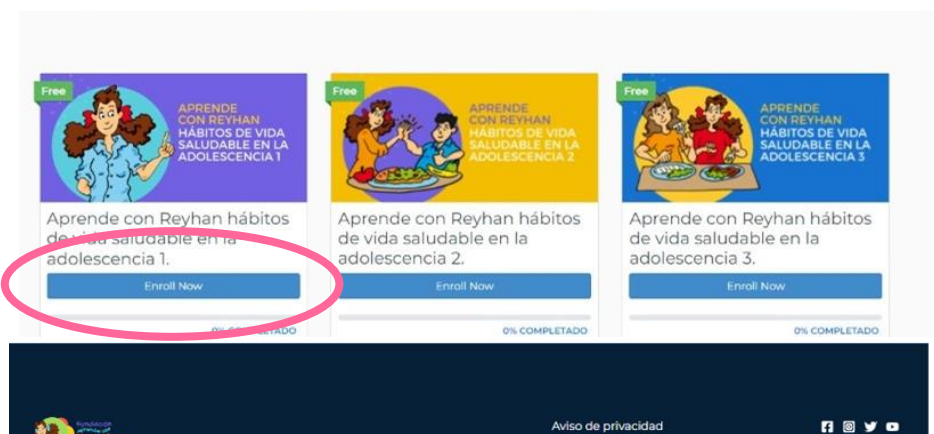 Free
APRENDE
CON REYHAN
HÁBITOS DE VIDA
SALUDABLE EN LA
ADOLESCENCIA 1
Aprende con Reyhan hábitos
de vida saludable en la
adolescencia 1.
Enroll Now
0% COMPLETADO
Free
APRENDE
CON REYHAN
HÁBITOS DE VIDA
SALUDABLE EN LA
ADOLESCENCIA 2
Aprende con Reyhan hábitos
de vida saludable en la
adolescencia 2.
Enroll Now
0% COMPLETADO
Free
APRENDE
CON REYHAN
HÁBITOS DE VIDA
SALUDABLE EN LA
ADOLESCENCIA 3
Aprende con Reyhan hábitos
de vida saludable en la
adolescencia 3.
Enroll Now
0% COMPLETADO
Fundación
Aviso de privacidad